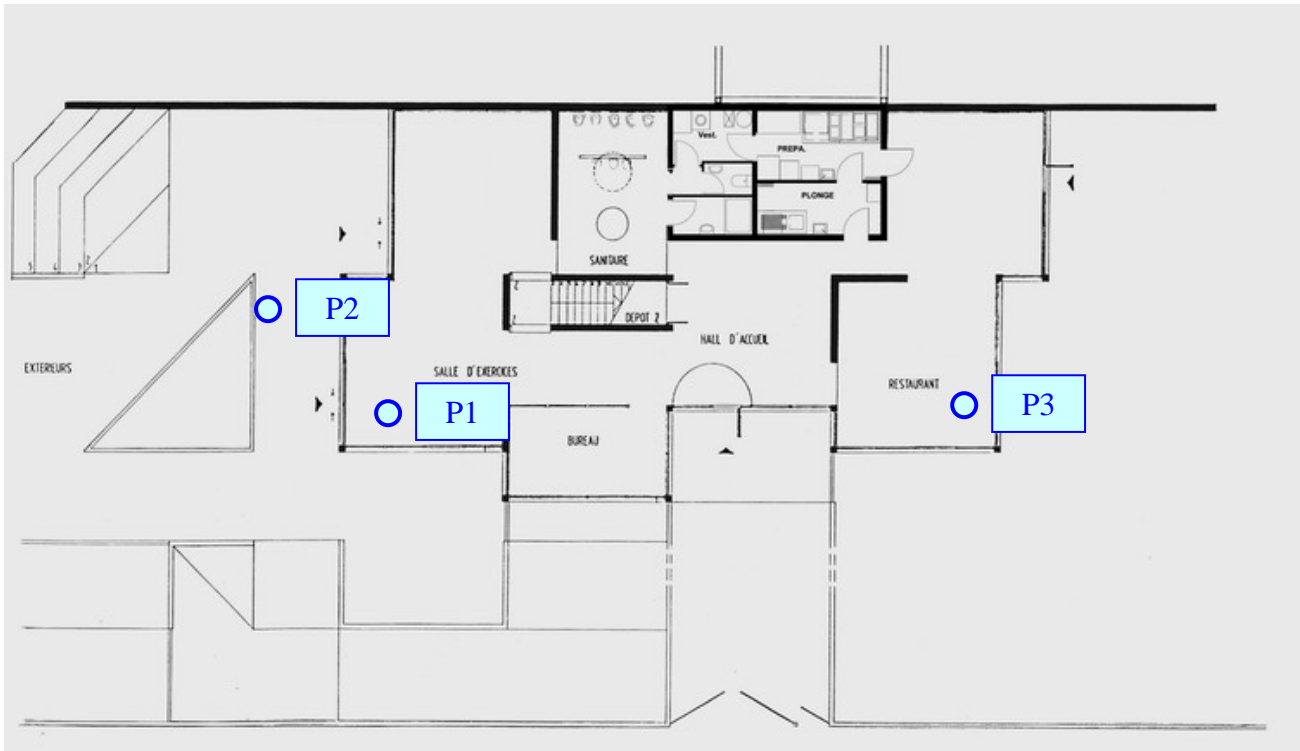 Vest.
PREPA.
PLONGE
SANITAIRE
P2
DEPOT 2
HALL D'ACCUEIL
EXTERIEURS
SALLE D'EXERCICES
RESTAURANT
P1
P3
BUREAU